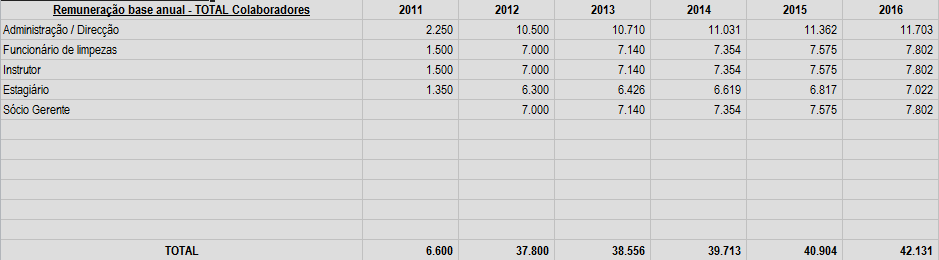 Remuneração base anual - TOTAL Colaboradores 2011 2012 2013 2014 2015 2016
Administração / Direcção 2.250 10.500 10.710 11.031 11.362 11.703
Funcionário de limpezas 1.500 7.000 7.140 7.354 7.575 7.802
Instrutor 1.500 7.000 7.140 7.354 7.575 7.802
Estagiário 1.350 6.300 6.426 6.619 6.817 7.022
Sócio Gerente 7.000 7.140 7.354 7.575 7.802
TOTAL 6.600 37.800 38.556 39.713 40.904 42.131